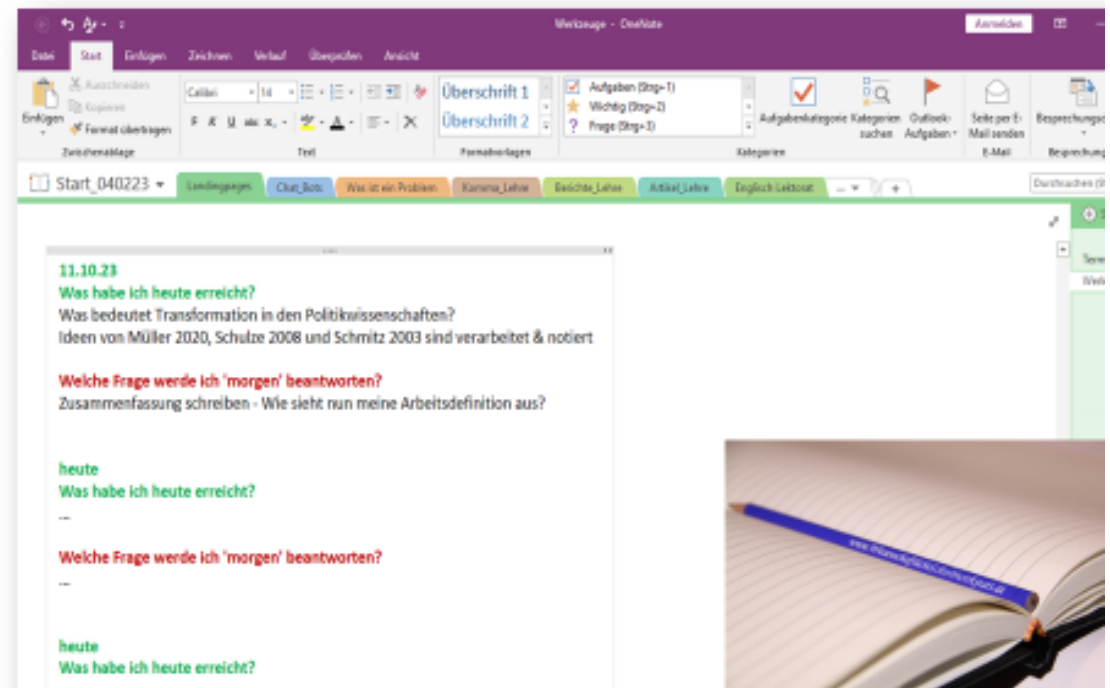 Werkzeuge - OneNote
Anmelden
Datei Start Einfügen Zeichnen Verlauf Überprüfen Ansicht
Einfügen
Ausschneiden
Kopieren
Format übertragen
Zwischenablage
Calibri 14
F K U abc x,
Text
Überschrift 1
Überschrift 2
Formatvorlagen
Aufgaben (Strg+1)
Wichtig (Strg+2)
Frage (Strg+3)
Aufgabenkategorie
Kategorien suchen
Outlook-Aufgaben
Kategorien
Seite per E-Mail senden
E-Mail
Start_040223
Landingpages Chat_Bots Was ist ein Problem Komma_Lehre Berichte_Lehre Artikel_Lehre Englisch Lektorat
11.10.23
Was habe ich heute erreicht?
Was bedeutet Transformation in den Politikwissenschaften?
Ideen von Müller 2020, Schulze 2008 und Schmitz 2003 sind verarbeitet & notiert
Welche Frage werde ich 'morgen' beantworten?
Zusammenfassung schreiben - Wie sieht nun meine Arbeitsdefinition aus?
heute
Was habe ich heute erreicht?
...
Welche Frage werde ich 'morgen' beantworten?
...
heute
Was habe ich heute erreicht?